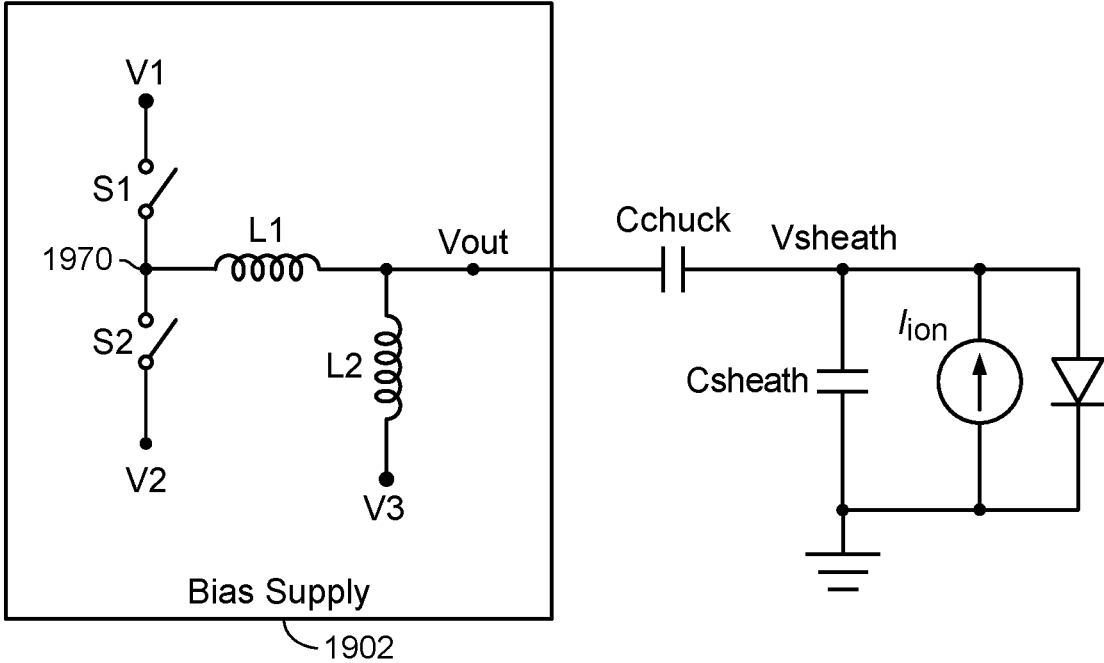 V1
S1
L1
Vout
Cchuck
Vsheath
1970
S2
L2
Csheath
Iion
V2
V3
Bias Supply
1902